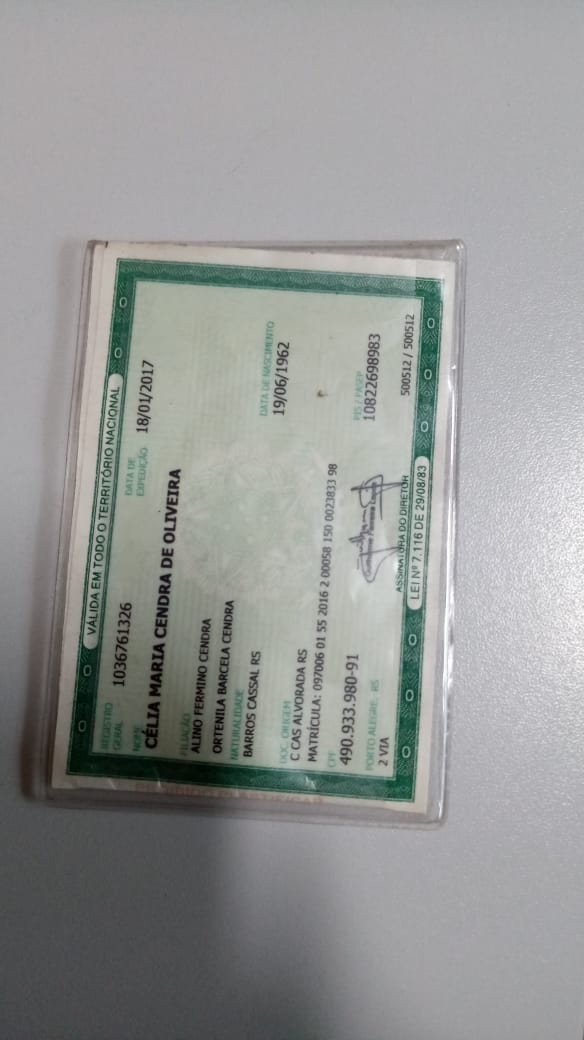 VÁLIDA EM TODO O TERRITÓRIO NACIONAL
REGISTRO GERAL 1036761326 DATA DE EXPEDIÇÃO 18/01/2017
NOME
CÉLIA MARIA CENDRA DE OLIVEIRA
FILIAÇÃO
ALINO FERMINO CENDRA
ORTENILA BARCELA CENDRA
NATURALIDADE DATA DE NASCIMENTO
BARROS CASSAL RS 19/06/1962
DOC. ORIGEM
C CAS ALVORADA RS
MATRÍCULA: 097006 01 55 2016 2 00058 150 0023833 98
CPF PIS / PASEP
490.933.980-91 10822698983
PORTO ALEGRE, RS
2 VIA 500512 / 500512
ASSINATURA DO DIRETOR
LEI Nº 7.116 DE 29/08/83